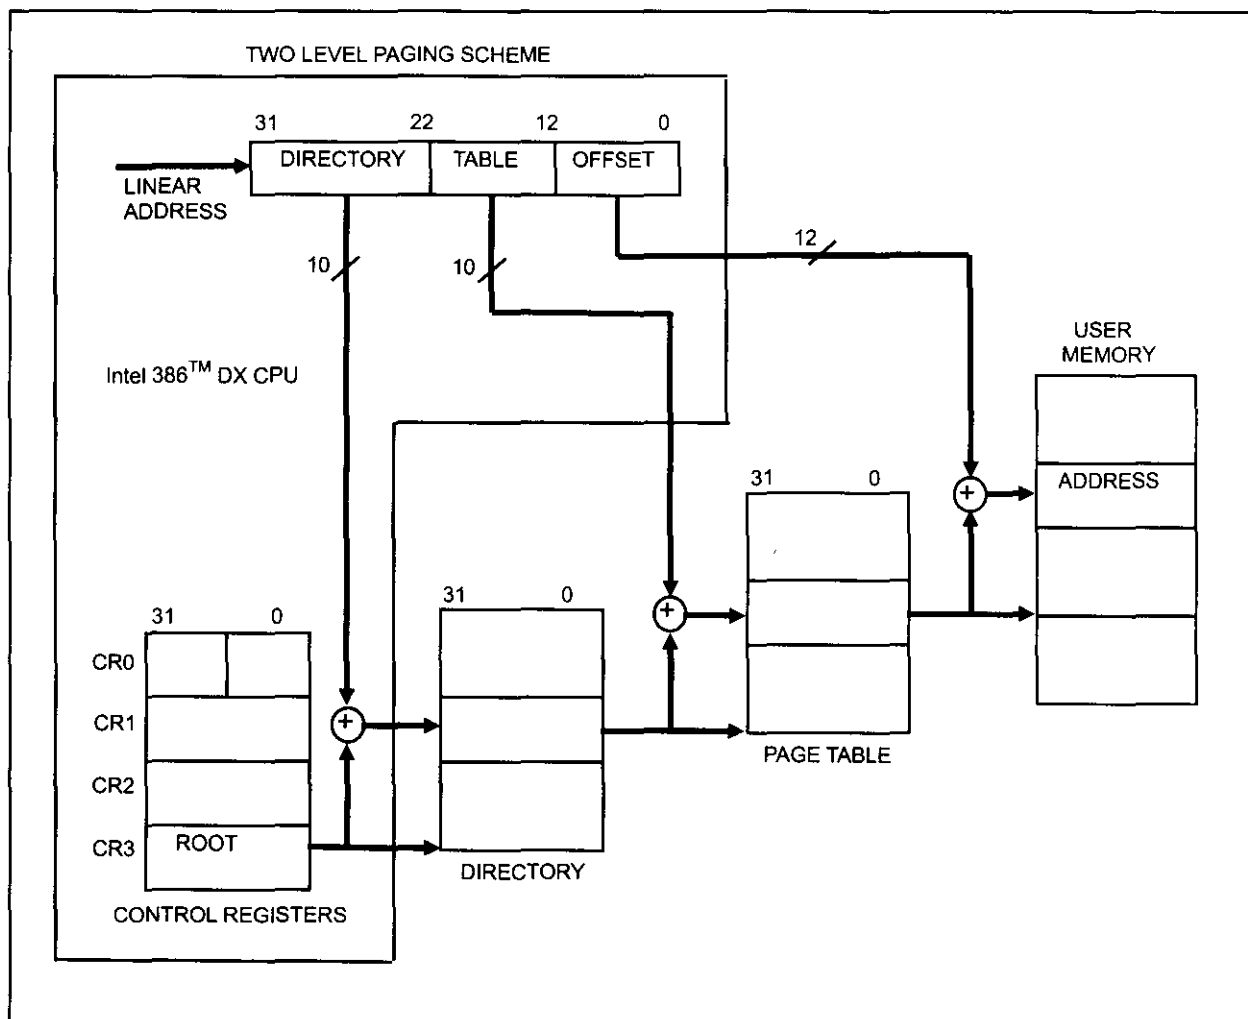 TWO LEVEL PAGING SCHEME
31 22 12 0
DIRECTORY TABLE OFFSET
LINEAR
ADDRESS
10 10 12
USER
MEMORY
Intel 386™ DX CPU
31 0
ADDRESS
31 0
31 0
CR0
CR1
PAGE TABLE
CR2
CR3 ROOT
DIRECTORY
CONTROL REGISTERS